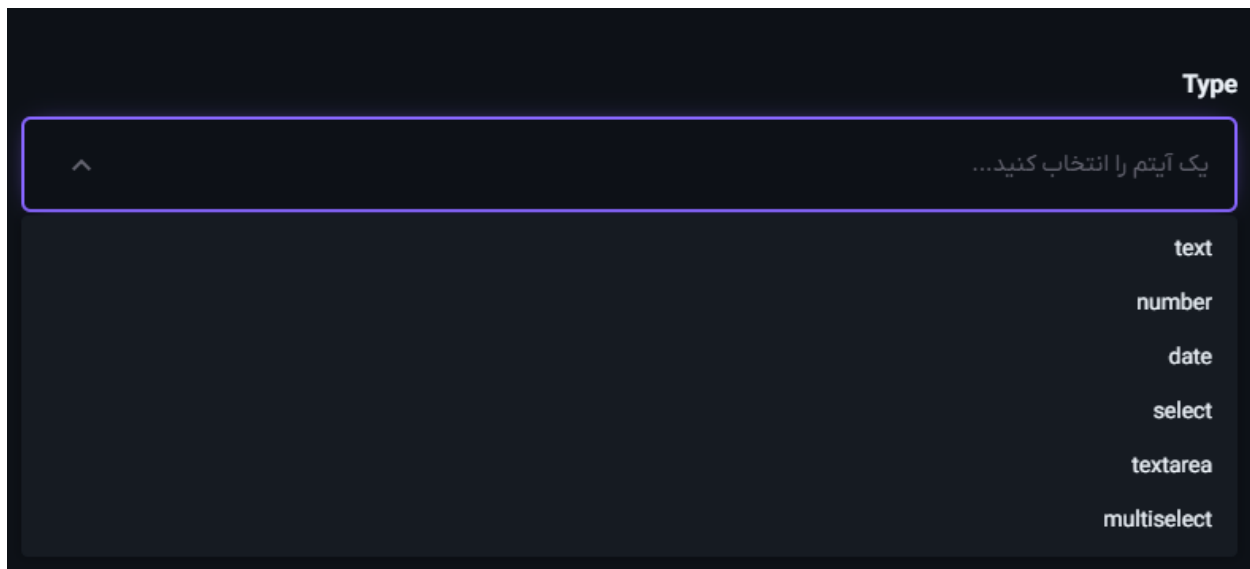 Type
یک آیتم را انتخاب کنید...
text
number
date
select
textarea
multiselect